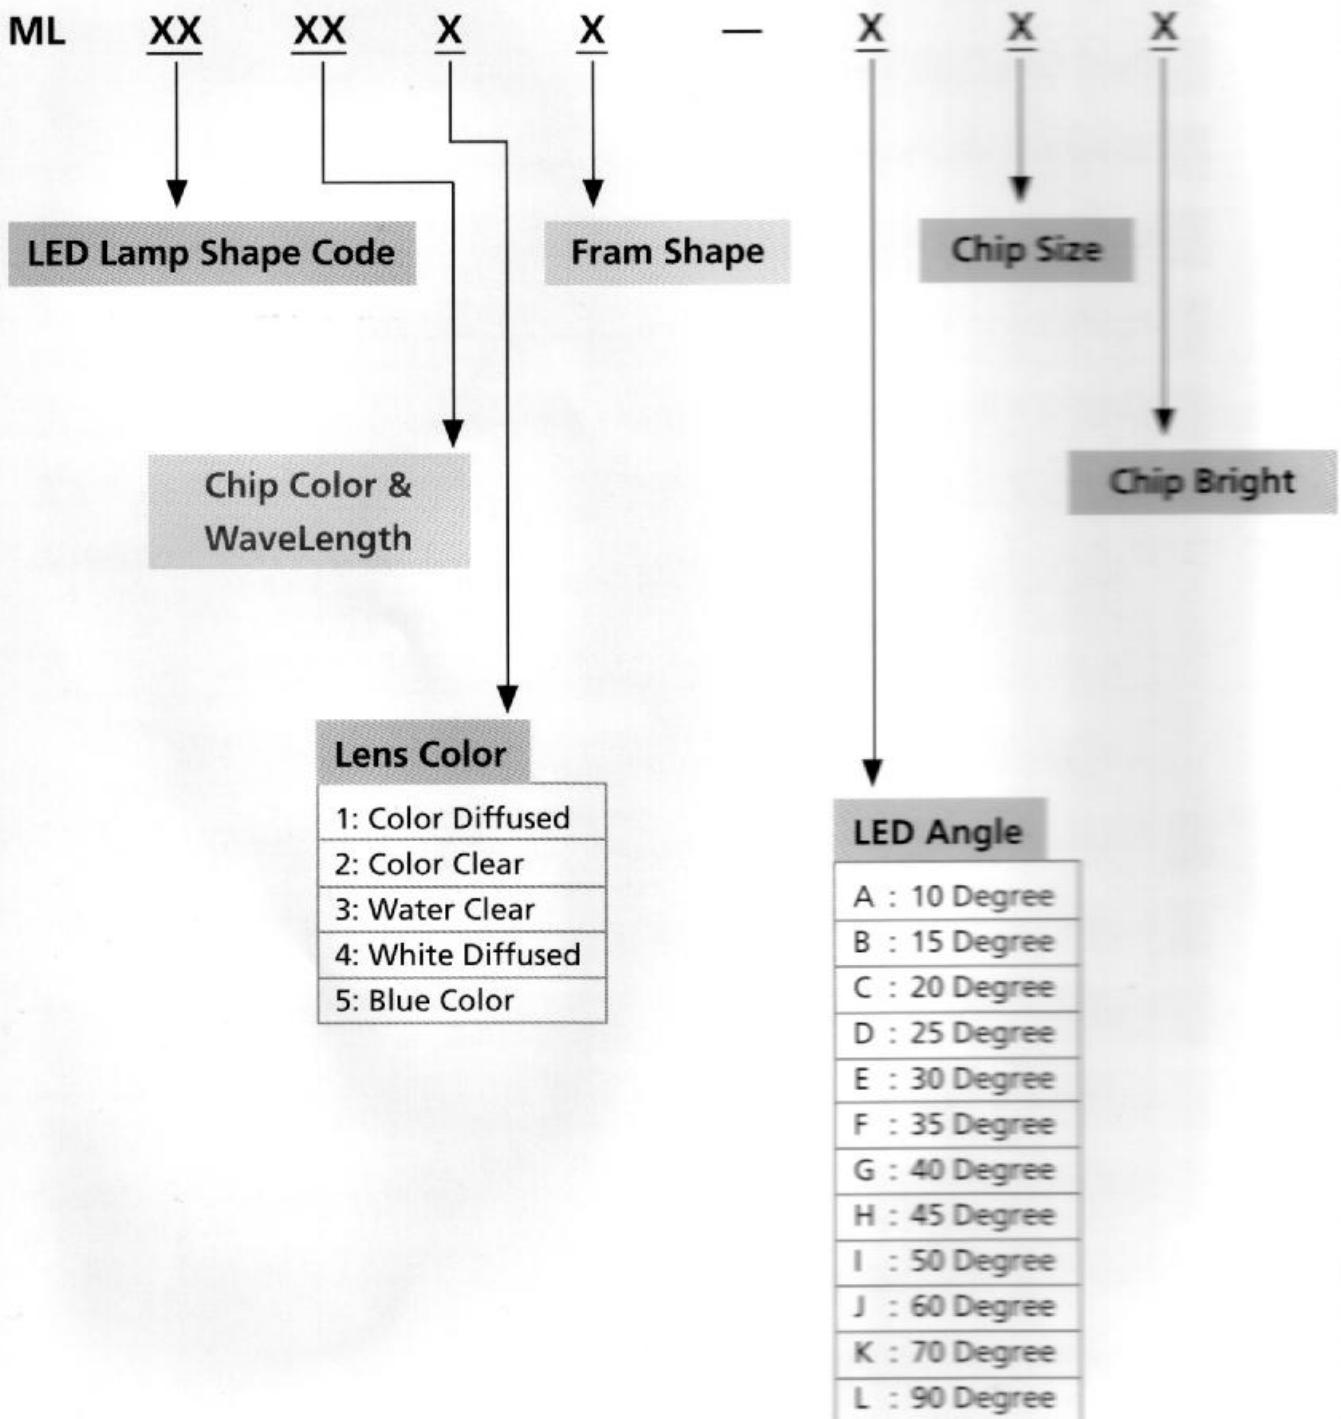 ML XX XX X X — X X X
LED Lamp Shape Code
Fram Shape
Chip Size
Chip Color &
WaveLength
Chip Bright
Lens Color
1: Color Diffused
2: Color Clear
3: Water Clear
4: White Diffused
5: Blue Color
LED Angle
A : 10 Degree
B : 15 Degree
C : 20 Degree
D : 25 Degree
E : 30 Degree
F : 35 Degree
G : 40 Degree
H : 45 Degree
I : 50 Degree
J : 60 Degree
K : 70 Degree
L : 90 Degree